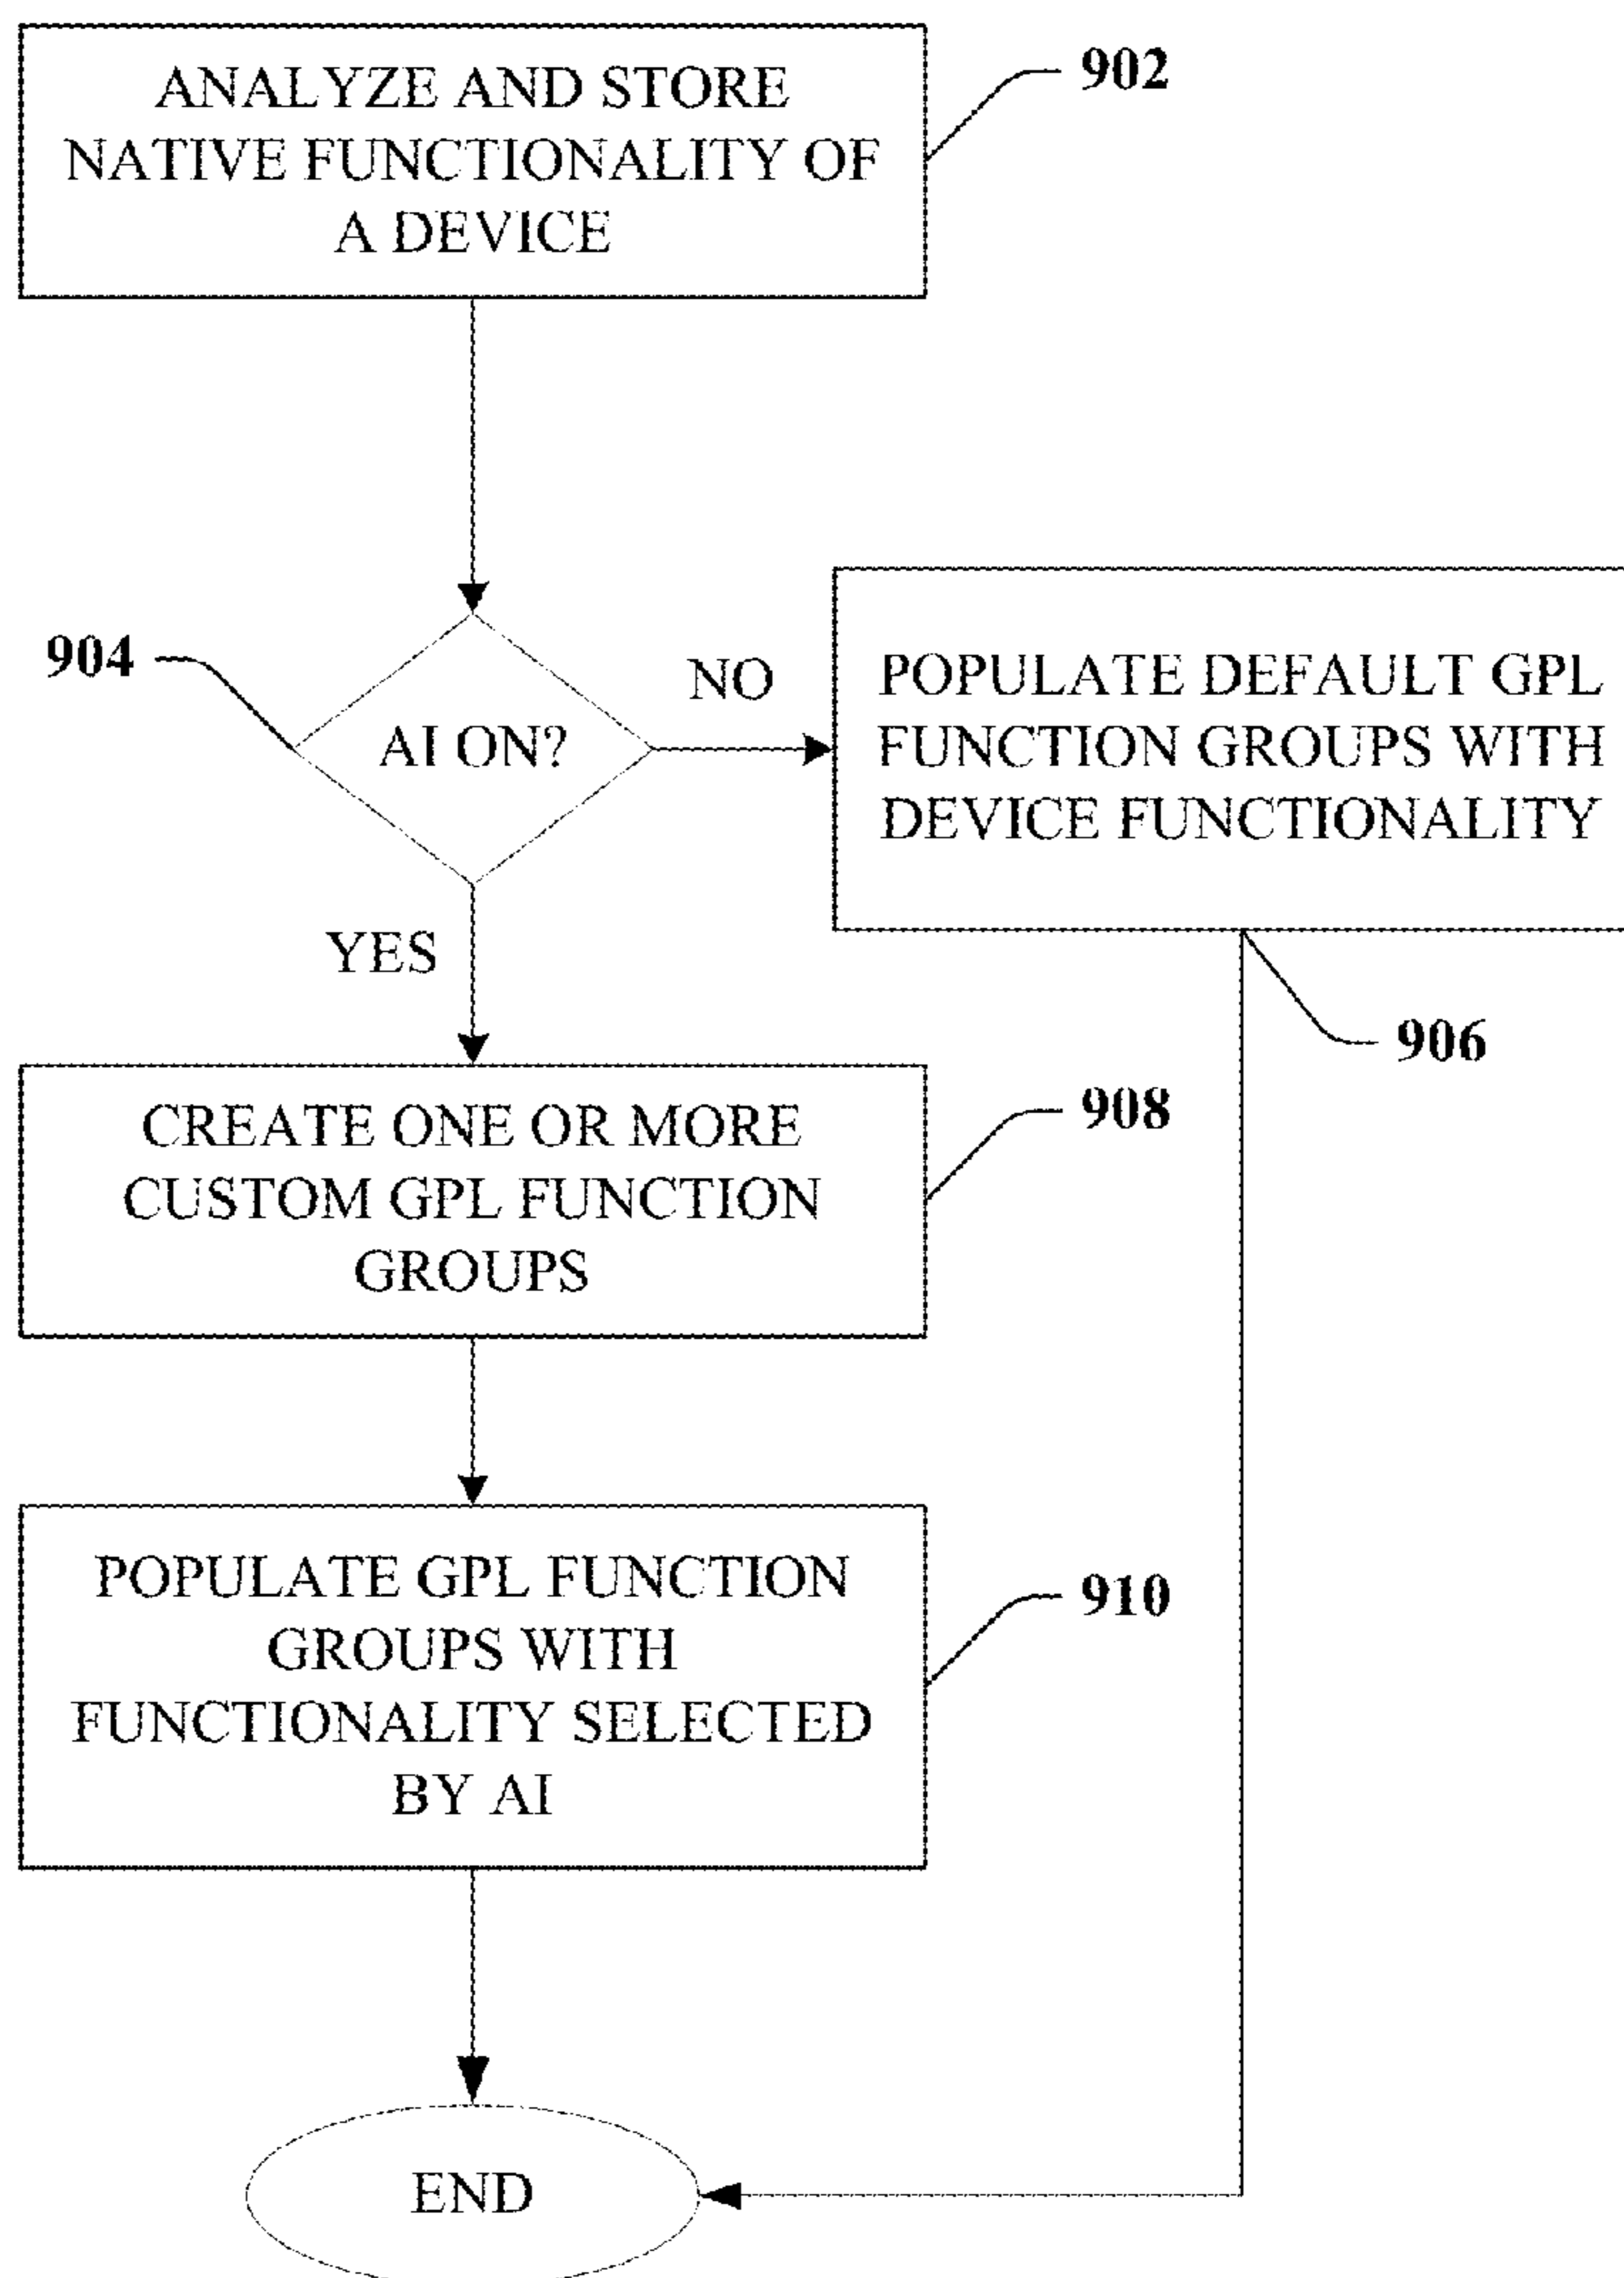 ANALYZE AND STORE
NATIVE FUNCTIONALITY OF
A DEVICE
902
904
AI ON?
NO
POPULATE DEFAULT GPL
FUNCTION GROUPS WITH
DEVICE FUNCTIONALITY
906
YES
CREATE ONE OR MORE
CUSTOM GPL FUNCTION
GROUPS
908
POPULATE GPL FUNCTION
GROUPS WITH
FUNCTIONALITY SELECTED
BY AI
910
END